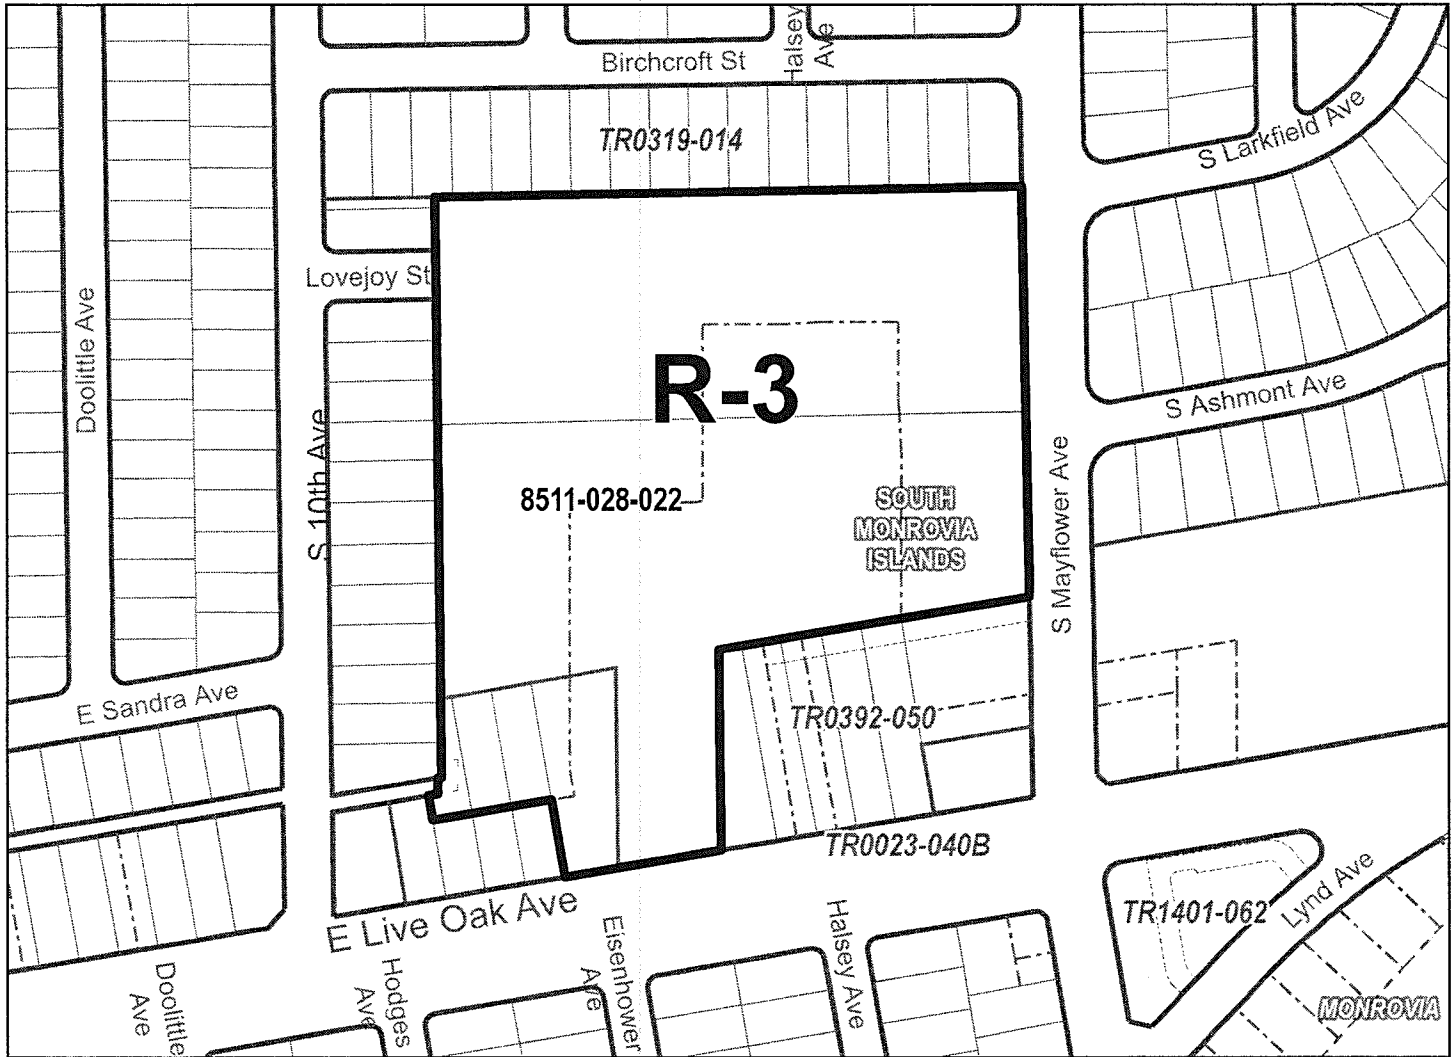 Halsey
Ave
Birchcroft St
TR0319-014
S Larkfield Ave
Lovejoy St
Doolittle Ave
R-3
S Ashmont Ave
S 10th Ave
8511-028-022
SOUTH
MONROVIA
ISLANDS
S Mayflower Ave
E Sandra Ave
TR0392-050
TR0023-040B
E Live Oak Ave
TR1401-062
Lynd Ave
Doolittle
Ave
Hodges
Ave
Eisenhower
Ave
Halsey Ave
MONROVIA